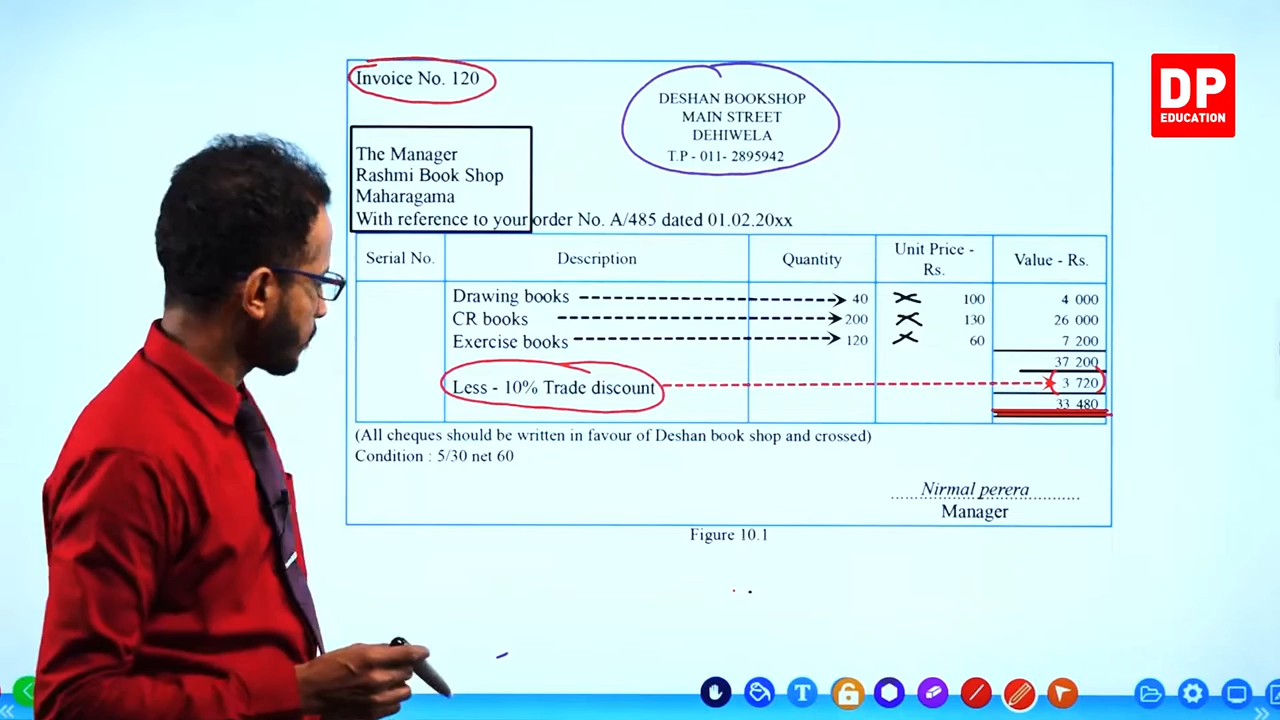 DP
EDUCATION
Invoice No. 120
DESHAN BOOKSHOP
MAIN STREET
DEHIWELA
T.P - 011- 2895942
The Manager
Rashmi Book Shop
Maharagama
With reference to your order No. A/485 dated 01.02.20xx
Serial No. Description Quantity Unit Price - Rs. Value - Rs.
Drawing books 40 100 4 000
CR books 200 130 26 000
Exercise books 120 60 7 200
37 200
Less - 10% Trade discount 3 720
33 480
(All cheques should be written in favour of Deshan book shop and crossed)
Condition : 5/30 net 60
Nirmal perera
Manager
Figure 10.1
T